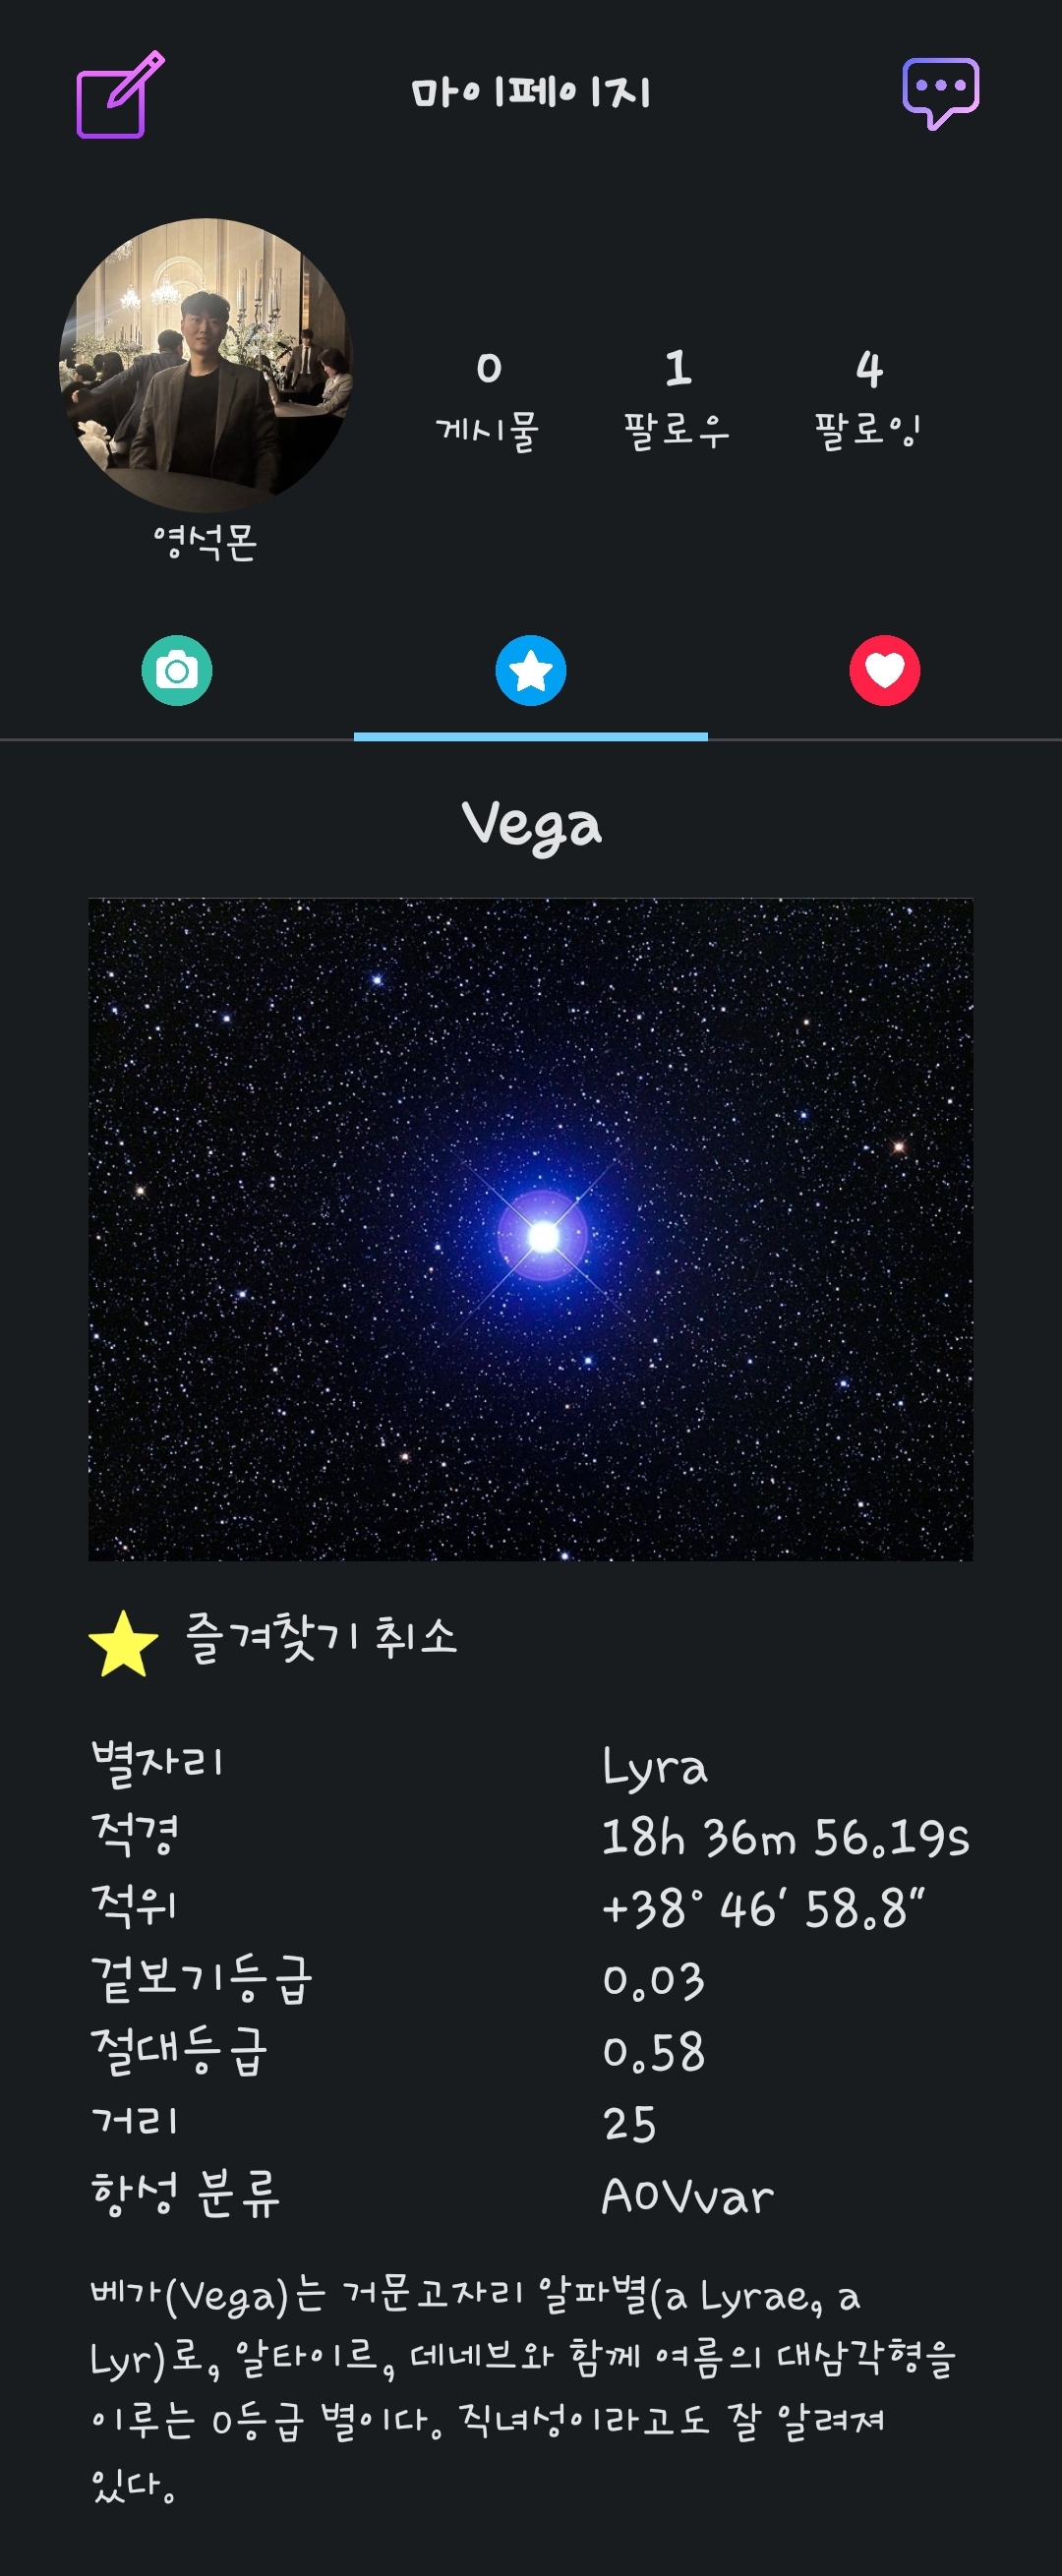 마이페이지
0 1 4
게시물 팔로우 팔로잉
영석몬
Vega
즐겨찾기 취소
별자리 Lyra
적경 18h 36m 56.19s
적위 +38° 46′ 58.8″
겉보기등급 0.03
절대등급 0.58
거리 25
항성 분류 A0Vvar
베가(Vega)는 거문고자리 알파별(a Lyrae, a
Lyr)로, 알타이르, 데네브와 함께 여름의 대삼각형을
이루는 0등급 별이다. 직녀성이라고도 잘 알려져
있다.